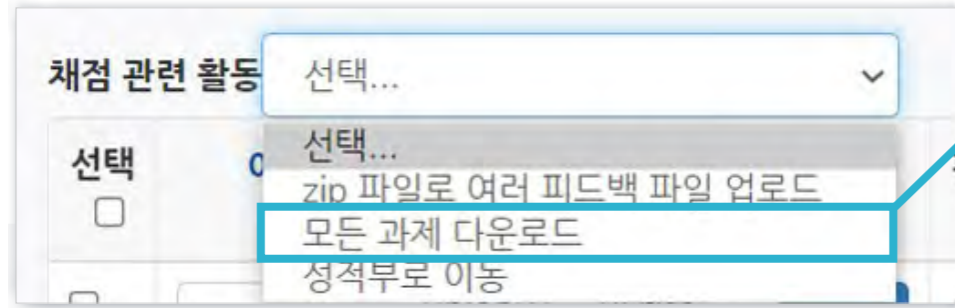 채점 관련 활동 선택...
선택
선택...
zip 파일로 여러 피드백 파일 업로드
모든 과제 다운로드
성적부로 이동